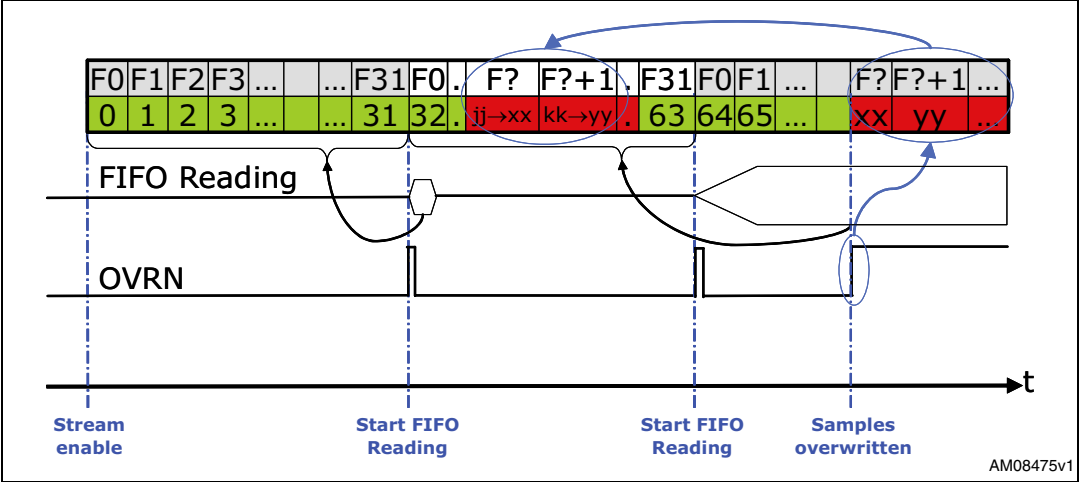 F0 F1 F2 F3 ... ... F31 F0 . F? F?+1 . F31 F0 F1 ... F? F?+1 ...
0 1 2 3 ... ... 31 32 . jj→xx kk→yy . 63 64 65 ... xx yy ...
FIFO Reading
OVRN
t
Stream
enable
Start FIFO
Reading
Start FIFO
Reading
Samples
overwritten
AM08475v1